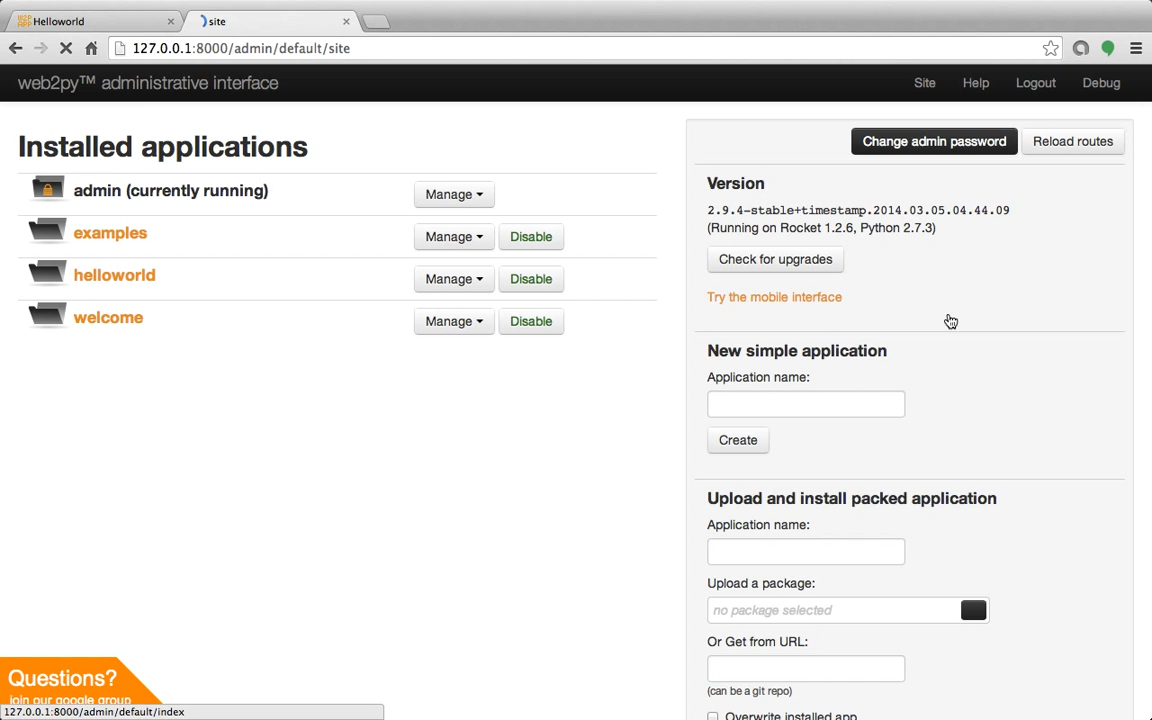 Helloworld
site
127.0.0.1:8000/admin/default/site
web2py™ administrative interface
Site
Help
Logout
Debug
Installed applications
admin (currently running)
Manage
examples
Manage
Disable
helloworld
Manage
Disable
welcome
Manage
Disable
Change admin password
Reload routes
Version
2.9.4-stable+timestamp.2014.03.05.04.44.09
(Running on Rocket 1.2.6, Python 2.7.3)
Check for upgrades
Try the mobile interface
New simple application
Application name:
Create
Upload and install packed application
Application name:
Upload a package:
no package selected
Or Get from URL:
(can be a git repo)
Overwrite installed app
Questions?
join our google group
127.0.0.1:8000/admin/default/index